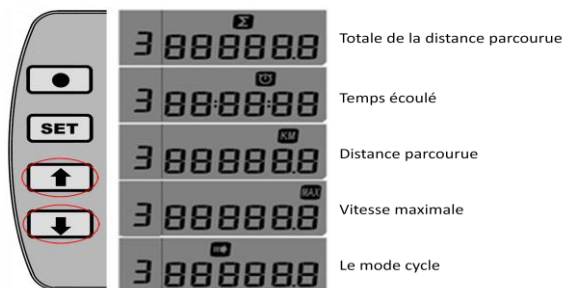 Σ
3 888888.8
Totale de la distance parcourue
3 88:88:88
Temps écoulé
SET
KM
3 888888.8
Distance parcourue
MAX
3 888888.8
Vitesse maximale
3 888888.8
Le mode cycle